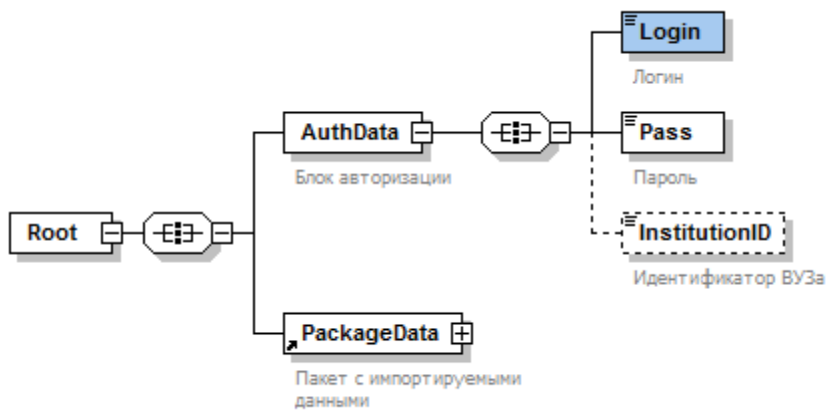 Login
Логин
AuthData
Блок авторизации
Pass
Пароль
Root
InstitutionID
Идентификатор ВУЗа
PackageData
Пакет с импортируемыми
данными